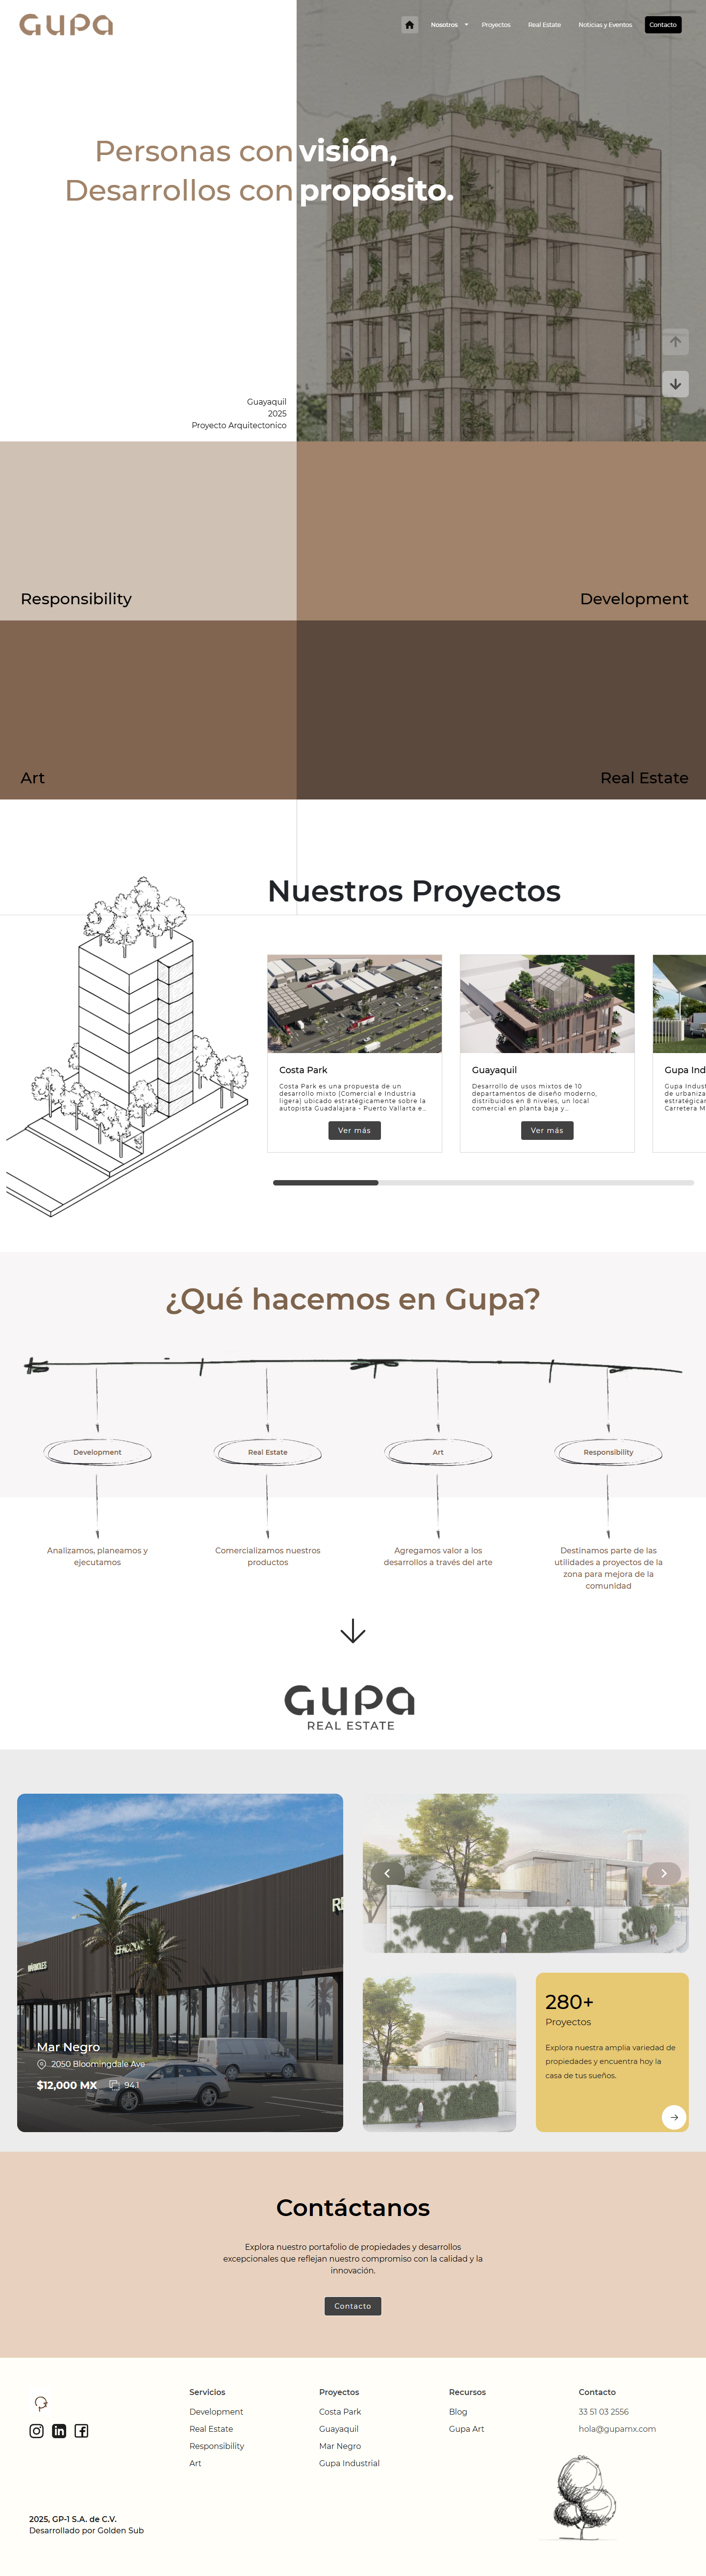 GUPA
Nosotros
Proyectos
Real Estate
Noticias y Eventos
Contacto
Personas con visión,
Desarrollos con propósito.
Guayaquil
2025
Proyecto Arquitectonico
Responsibility
Development
Art
Real Estate
Nuestros Proyectos
Costa Park
Costa Park es una propuesta de un
desarrollo mixto (Comercial e Industria
ligera) ubicado estratégicamente sobre la
autopista Guadalajara - Puerto Vallarta e...
Ver más
Guayaquil
Desarrollo de usos mixtos de 10
departamentos de diseño moderno,
distribuidos en 8 niveles, un local
comercial en planta baja y...
Ver más
Gupa Ind
Gupa Indust
de urbaniza
estratégicar
Carretera M
¿Qué hacemos en Gupa?
Development
Real Estate
Art
Responsibility
Analizamos, planeamos y
ejecutamos
Comercializamos nuestros
productos
Agregamos valor a los
desarrollos a través del arte
Destinamos parte de las
utilidades a proyectos de la
zona para mejora de la
comunidad
GUPA
REAL ESTATE
Mar Negro
2050 Bloomingdale Ave
$12,000 MX
94.1
280+
Proyectos
Explora nuestra amplia variedad de
propiedades y encuentra hoy la
casa de tus sueños.
Contáctanos
Explora nuestro portafolio de propiedades y desarrollos
excepcionales que reflejan nuestro compromiso con la calidad y la
innovación.
Contacto
Servicios
Development
Real Estate
Responsibility
Art
Proyectos
Costa Park
Guayaquil
Mar Negro
Gupa Industrial
Recursos
Blog
Gupa Art
Contacto
33 51 03 2556
hola@gupamx.com
2025, GP-1 S.A. de C.V.
Desarrollado por Golden Sub